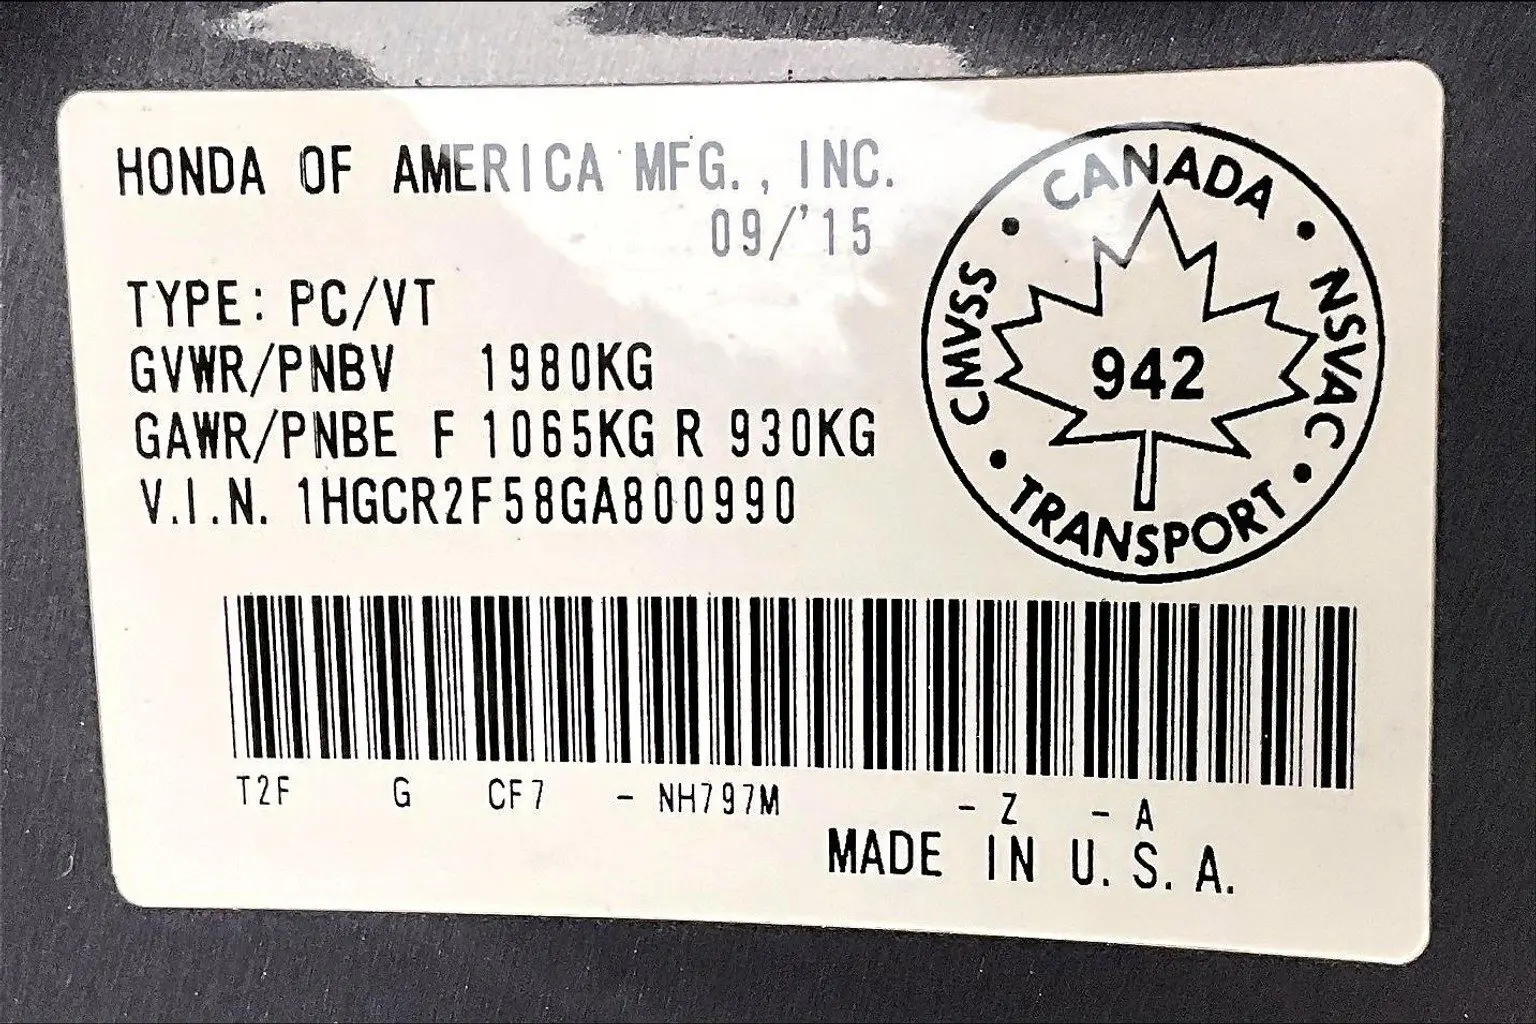 HONDA OF AMERICA MFG., INC.
09/'15
TYPE: PC/VT
GVWR/PNBV 1980KG
GAWR/PNBE F 1065KG R 930KG
V.I.N. 1HGCR2F58GA800990
CANADA
CMVSS
942
NSVAC
TRANSPORT
T2F G CF7 - NH797M - Z - A
MADE IN U.S.A.